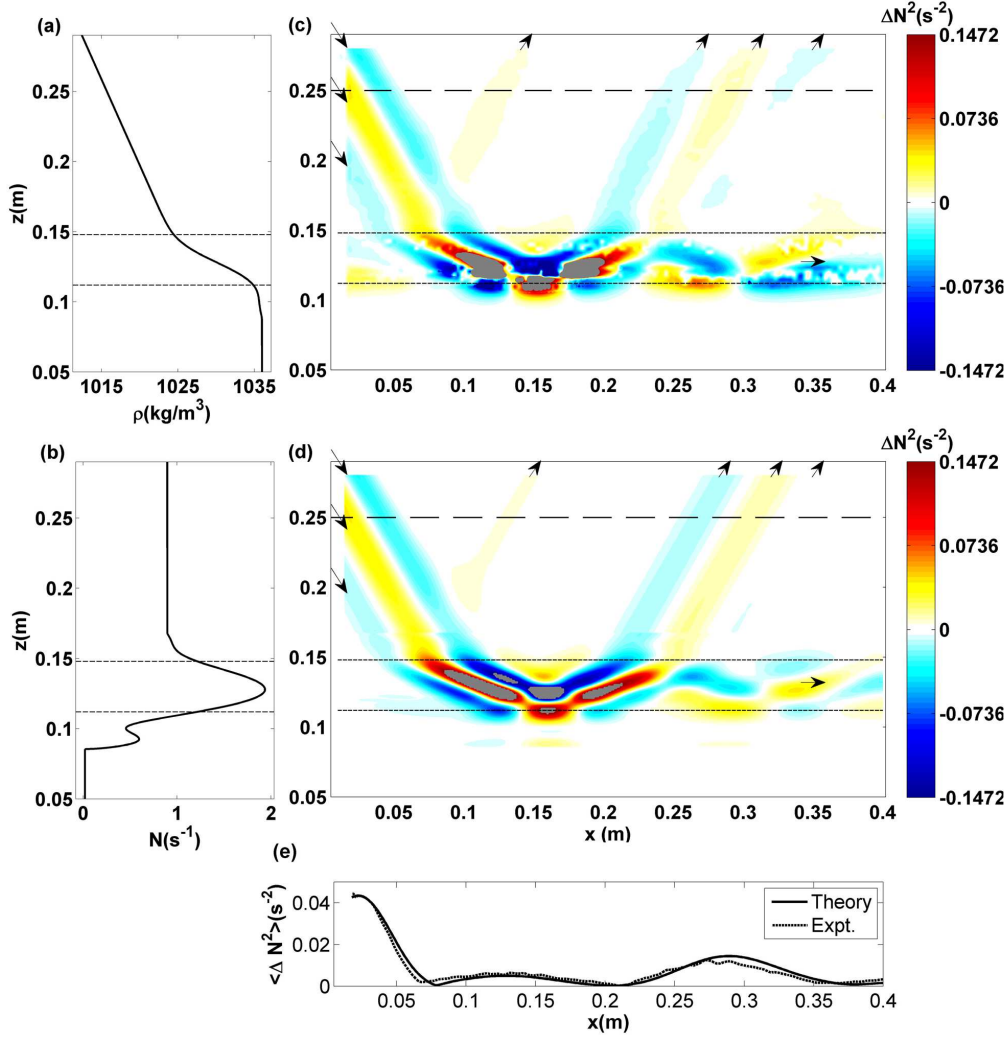 (a)
z(m)
0.25
0.2
0.15
0.1
0.05
1015 1025 1035
ρ(kg/m³)
(c)
0.25
0.2
0.15
0.1
0.05
0.05 0.1 0.15 0.2 0.25 0.3 0.35 0.4
ΔN²(s⁻²)
0.1472
0.0736
0
-0.0736
-0.1472
(b)
z(m)
0.25
0.2
0.15
0.1
0.05
0 1 2
N(s⁻¹)
(d)
0.25
0.2
0.15
0.1
0.05
0.05 0.1 0.15 0.2 0.25 0.3 0.35 0.4
x (m)
ΔN²(s⁻²)
0.1472
0.0736
0
-0.0736
-0.1472
(e)
<Δ N²>(s⁻²)
0.04
0.02
0
Theory
Expt.
0.05 0.1 0.15 0.2 0.25 0.3 0.35 0.4
x(m)